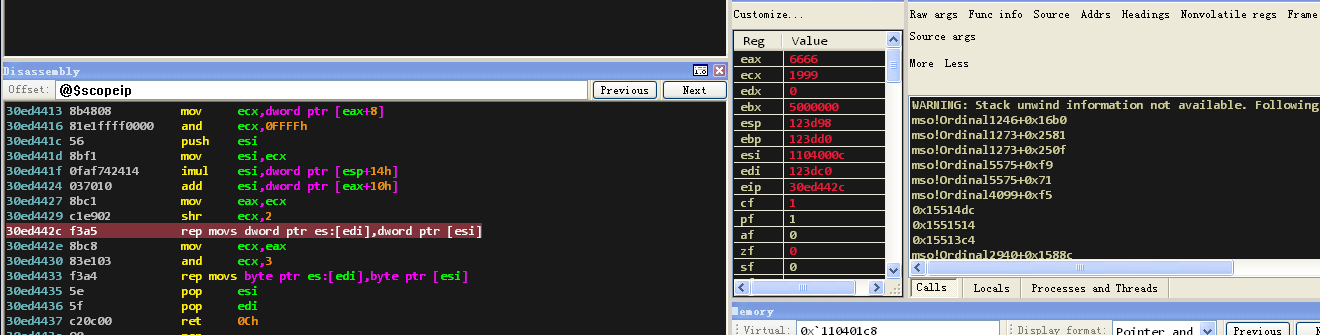 Disassembly
Offset: @$scopeip Previous Next
30ed4413 8b4808 mov ecx,dword ptr [eax+8]
30ed4416 81e1ffff0000 and ecx,0FFFFh
30ed441c 56 push esi
30ed441d 8bf1 mov esi,ecx
30ed441f 0faf742414 imul esi,dword ptr [esp+14h]
30ed4424 037010 add esi,dword ptr [eax+10h]
30ed4427 8bc1 mov eax,ecx
30ed4429 c1e902 shr ecx,2
30ed442c f3a5 rep movs dword ptr es:[edi],dword ptr [esi]
30ed442e 8bc8 mov ecx,eax
30ed4430 83e103 and ecx,3
30ed4433 f3a4 rep movs byte ptr es:[edi],byte ptr [esi]
30ed4435 5e pop esi
30ed4436 5f pop edi
30ed4437 c20c00 ret 0Ch
Customize...
Reg Value
eax 6666
ecx 1999
edx 0
ebx 5000000
esp 123d98
ebp 123dd0
esi 1104000c
edi 123dc0
eip 30ed442c
cf 1
pf 1
af 0
zf 0
sf 0
Raw args Func info Source Addrs Headings Nonvolatile regs Frame
Source args
More Less
WARNING: Stack unwind information not available. Following
mso!Ordinal1246+0x16b0
mso!Ordinal1273+0x2581
mso!Ordinal1273+0x250f
mso!Ordinal5575+0xf9
mso!Ordinal5575+0x71
mso!Ordinal4099+0xf5
0x15514dc
0x1551514
0x15513c4
mso!Ordinal2940+0x1588c
Calls Locals Processes and Threads
Memory
Virtual: 0x`110401c8 Display format: Pointer and Previous